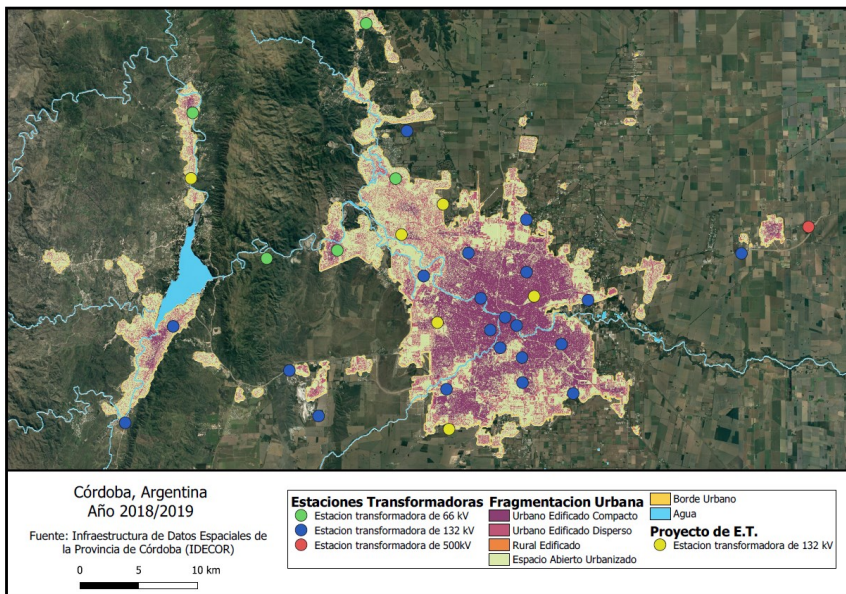 Córdoba, Argentina
Año 2018/2019
Fuente: Infraestructura de Datos Espaciales de
la Provincia de Córdoba (IDECOR)
0 5 10 km
Estaciones Transformadoras
Estacion transformadora de 66 kV
Estacion transformadora de 132 kV
Estacion transformadora de 500kV
Fragmentacion Urbana
Urbano Edificado Compacto
Urbano Edificado Disperso
Rural Edificado
Espacio Abierto Urbanizado
Borde Urbano
Agua
Proyecto de E.T.
Estacion transformadora de 132 kV